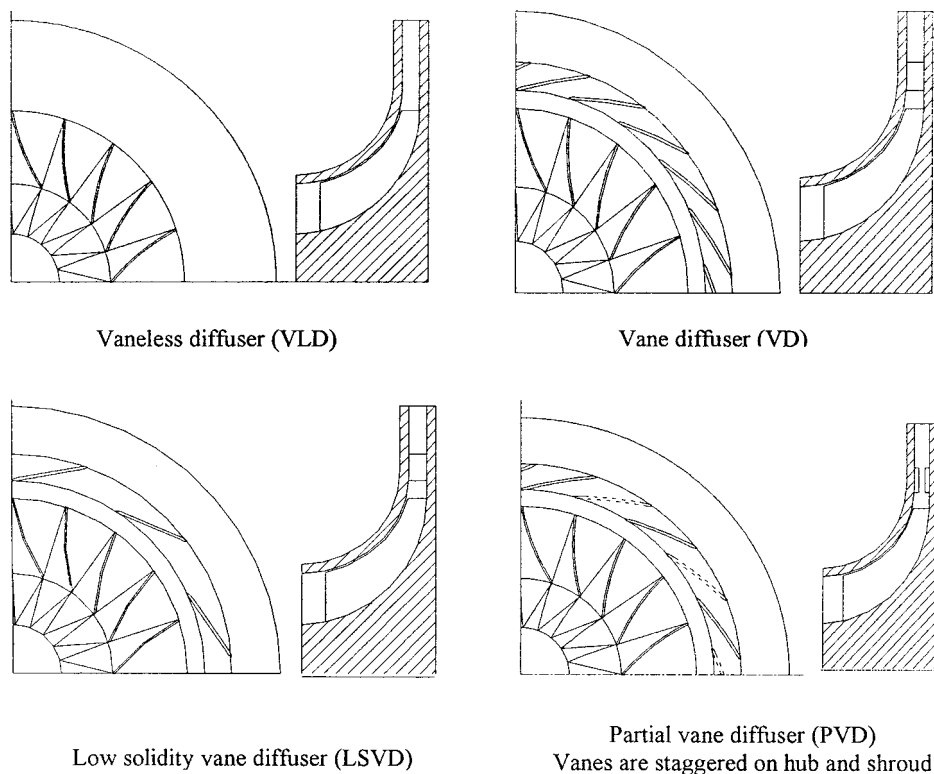 Vaneless diffuser (VLD)
Vane diffuser (VD)
Low solidity vane diffuser (LSVD)
Partial vane diffuser (PVD)
Vanes are staggered on hub and shroud